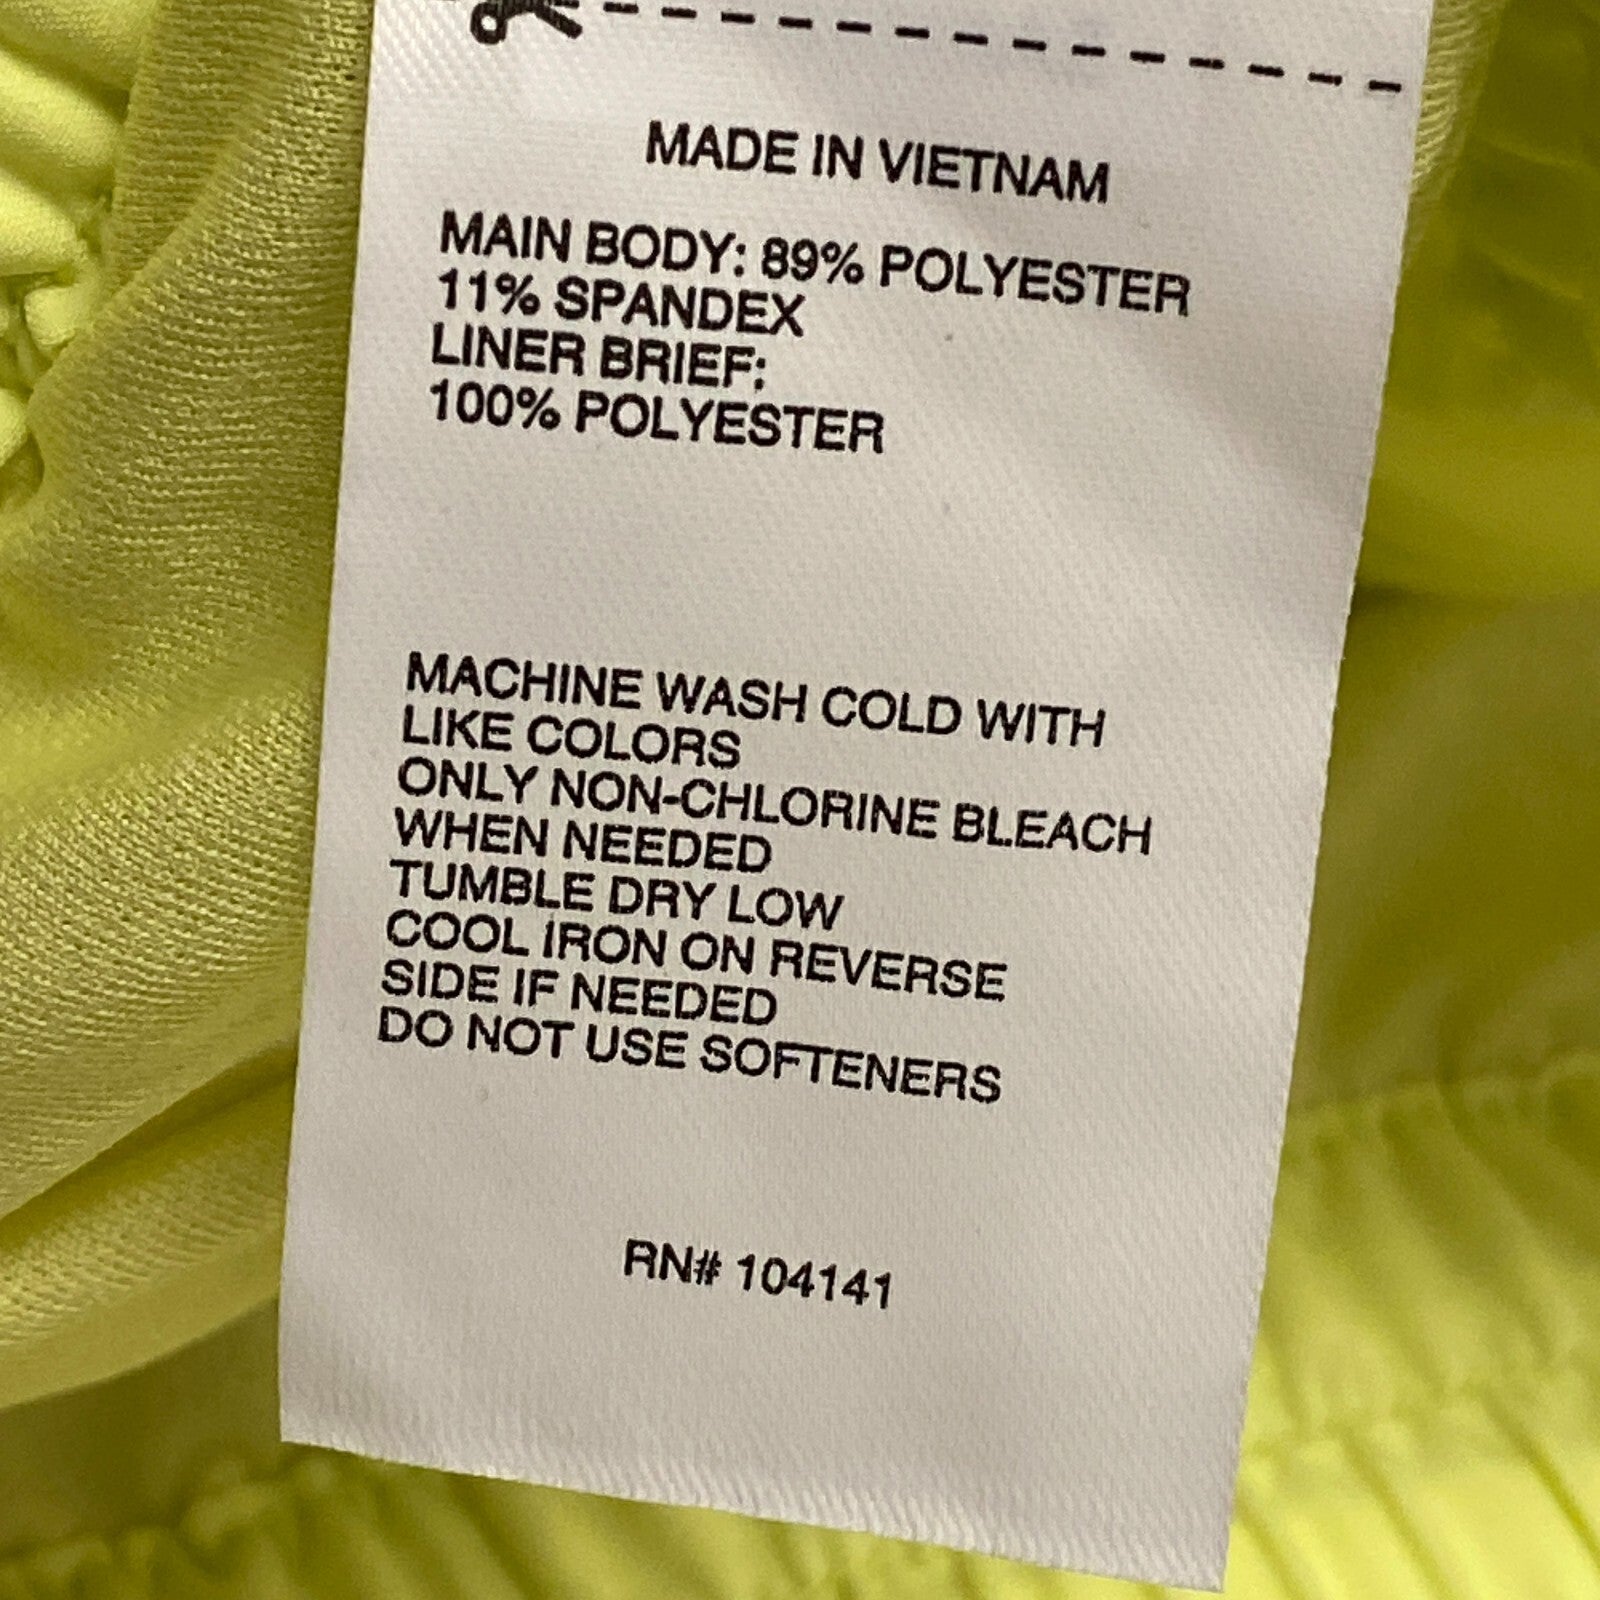 MADE IN VIETNAM
MAIN BODY: 89% POLYESTER
11% SPANDEX
LINER BRIEF:
100% POLYESTER
MACHINE WASH COLD WITH
LIKE COLORS
ONLY NON-CHLORINE BLEACH
WHEN NEEDED
TUMBLE DRY LOW
COOL IRON ON REVERSE
SIDE IF NEEDED
DO NOT USE SOFTENERS
RN# 104141